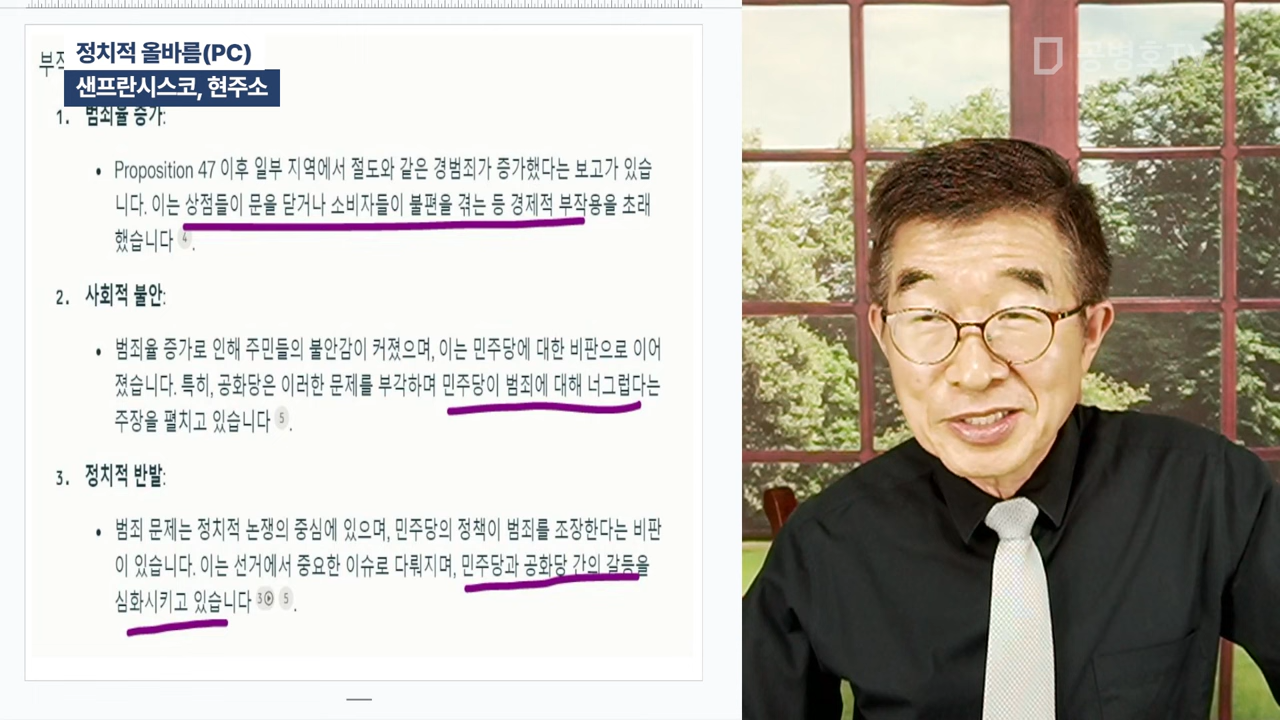 정치적 올바름(PC)
샌프란시스코, 현주소
1. 범죄율 증가:
• Proposition 47 이후 일부 지역에서 절도와 같은 경범죄가 증가했다는 보고가 있습
니다. 이는 상점들이 문을 닫거나 소비자들이 불편을 겪는 등 경제적 부작용을 초래
했습니다 4.
2. 사회적 불안:
• 범죄율 증가로 인해 주민들의 불안감이 커졌으며, 이는 민주당에 대한 비판으로 이어
졌습니다. 특히, 공화당은 이러한 문제를 부각하며 민주당이 범죄에 대해 너그럽다는
주장을 펼치고 있습니다 5.
3. 정치적 반발:
• 범죄 문제는 정치적 논쟁의 중심에 있으며, 민주당의 정책이 범죄를 조장한다는 비판
이 있습니다. 이는 선거에서 중요한 이슈로 다뤄지며, 민주당과 공화당 간의 갈등을
심화시키고 있습니다 3 5.
공병호TV